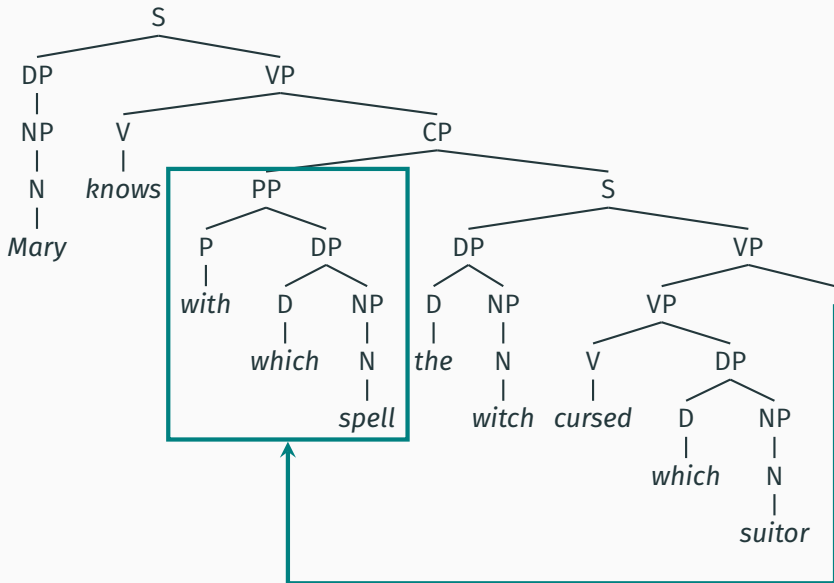 S
DP VP
NP V CP
N knows PP S
Mary P DP DP VP
with D NP D NP VP
which N the N V DP
spell witch cursed D NP
which N
suitor